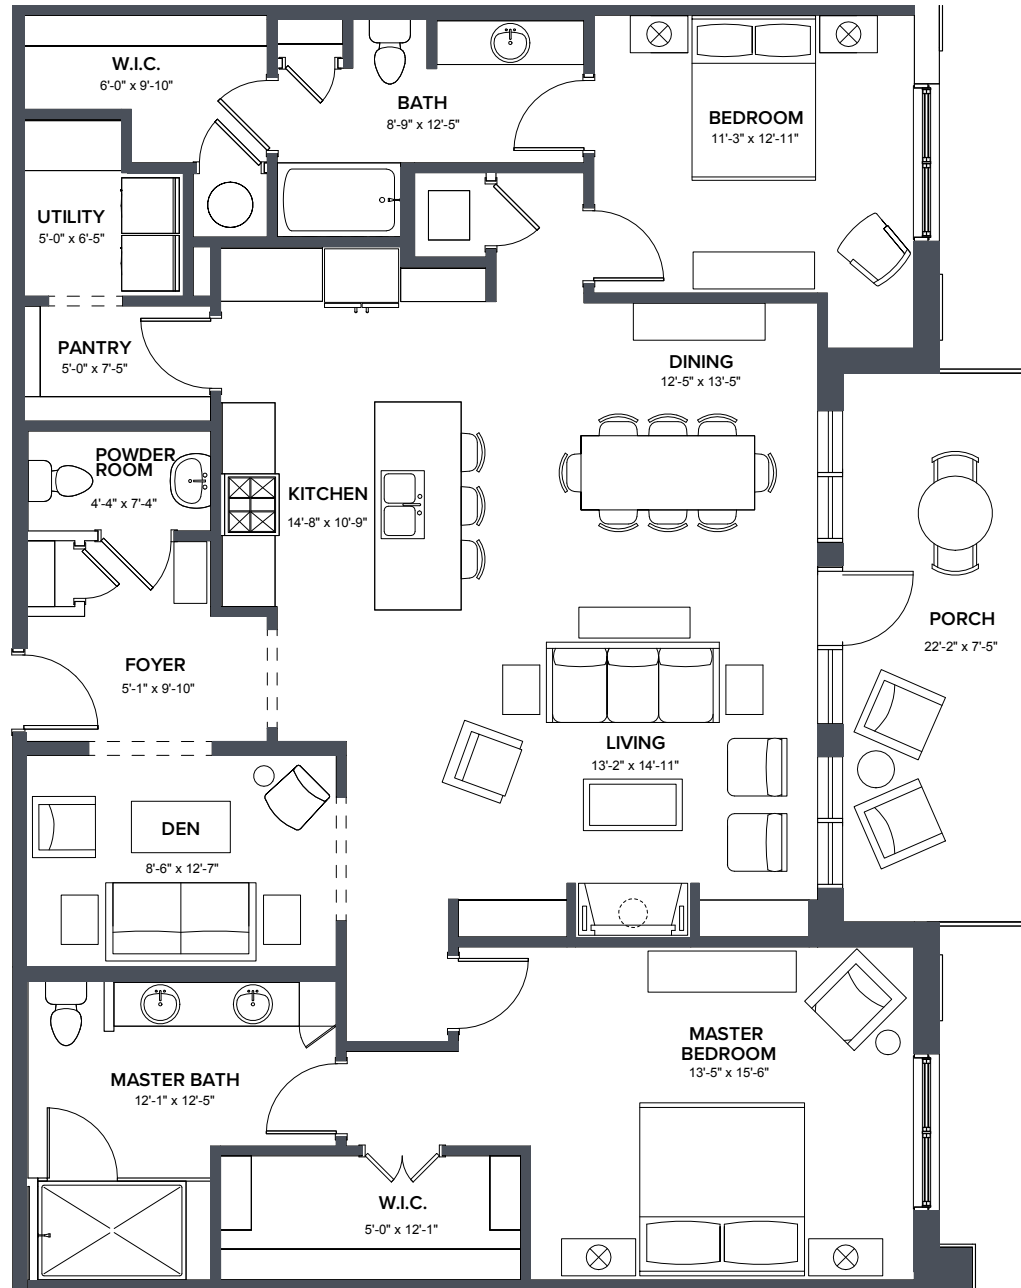 W.I.C.
6'-0" x 9'-10"
BATH
8'-9" x 12'-5"
BEDROOM
11'-3" x 12'-11"
UTILITY
5'-0" x 6'-5"
PANTRY
5'-0" x 7'-5"
DINING
12'-5" x 13'-5"
POWDER
ROOM
4'-4" x 7'-4"
KITCHEN
14'-8" x 10'-9"
PORCH
22'-2" x 7'-5"
FOYER
5'-1" x 9'-10"
LIVING
13'-2" x 14'-11"
DEN
8'-6" x 12'-7"
MASTER
BEDROOM
13'-5" x 15'-6"
MASTER BATH
12'-1" x 12'-5"
W.I.C.
5'-0" x 12'-1"